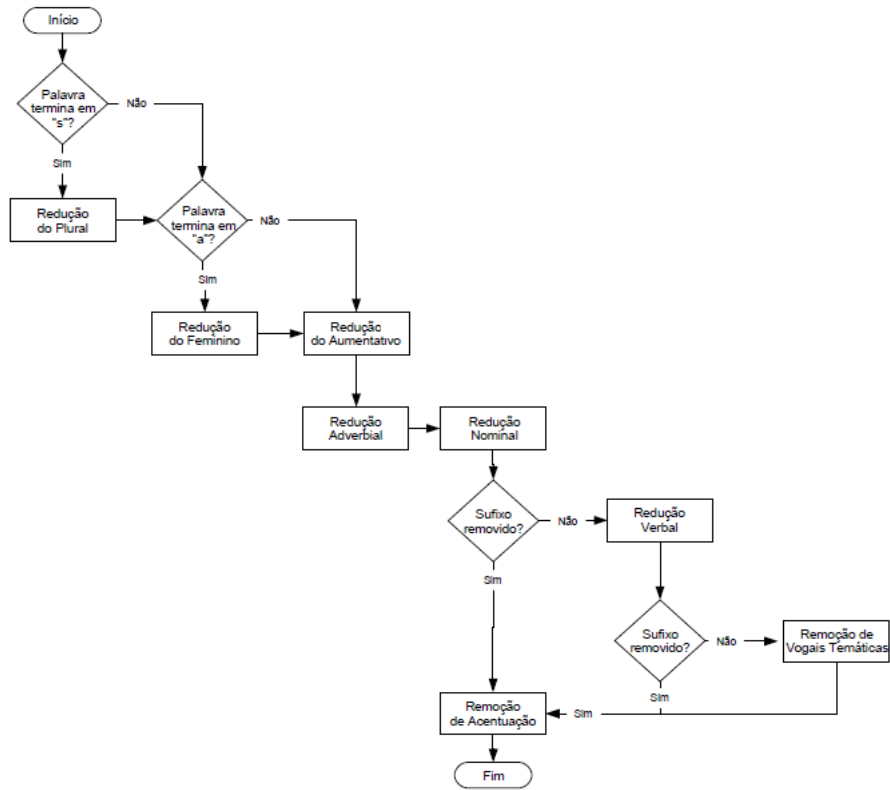 Início
Palavra
termina em
"s"?
Não
Sim
Redução
do Plural
Palavra
termina em
"a"?
Não
Sim
Redução
do Feminino
Redução
do Aumentativo
Redução
Adverbial
Redução
Nominal
Sufixo
removido?
Não
Redução
Verbal
Sim
Sufixo
removido?
Não
Remoção de
Vogais Temáticas
Sim
Remoção
de Acentuação
Sim
Fim